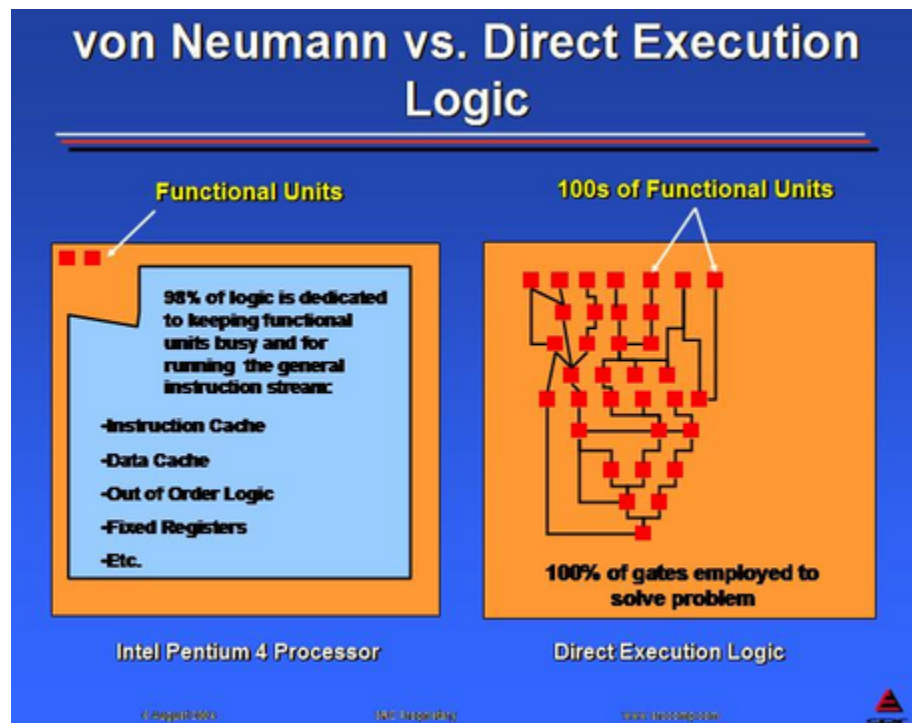 von Neumann vs. Direct Execution
Logic
Functional Units
100s of Functional Units
98% of logic is dedicated
to keeping functional
units busy and for
running the general
instruction stream:
-Instruction Cache
-Data Cache
-Out of Order Logic
-Fixed Registers
-Etc.
100% of gates employed to
solve problem
Intel Pentium 4 Processor
Direct Execution Logic